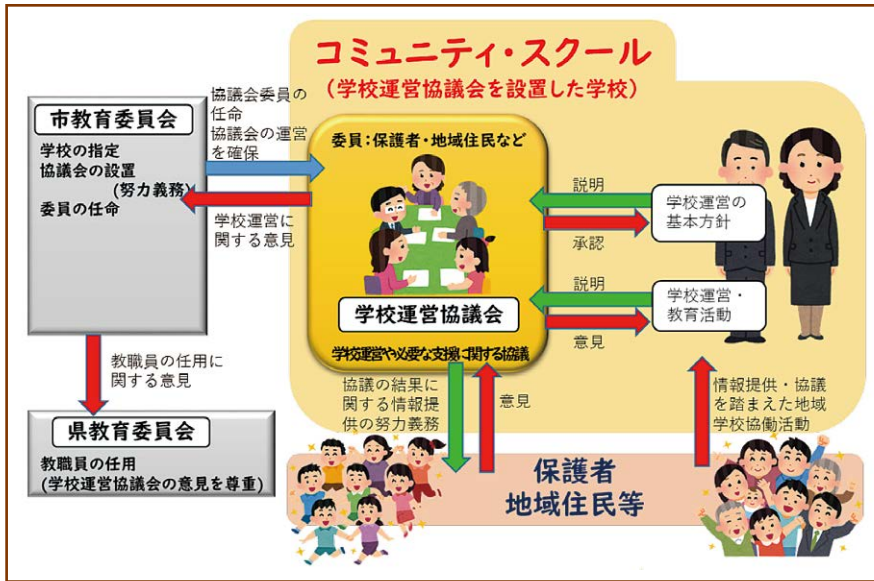 コミュニティ・スクール
(学校運営協議会を設置した学校)
市教育委員会
学校の指定
協議会の設置
(努力義務)
委員の任命
協議会委員の
任命
協議会の運営
を確保
学校運営に
関する意見
委員:保護者・地域住民など
学校運営協議会
学校運営や必要な支援に関する協議
説明
承認
学校運営の
基本方針
説明
意見
学校運営・
教育活動
教職員の任用に
関する意見
県教育委員会
教職員の任用
(学校運営協議会の意見を尊重)
協議の結果に
関する情報提
供の努力義務
意見
情報提供・協議
を踏まえた地域
学校協働活動
保護者
地域住民等